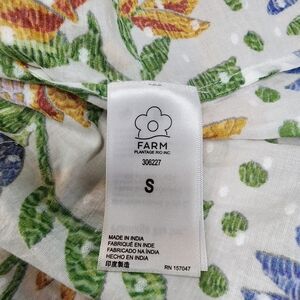 FARM
PLANTAGE RIO INC
306227
S
MADE IN INDIA
FABRIQUÉ EN INDE
FABRICADO NA ÍNDIA
HECHO EN INDIA
印度製造
RN 157047